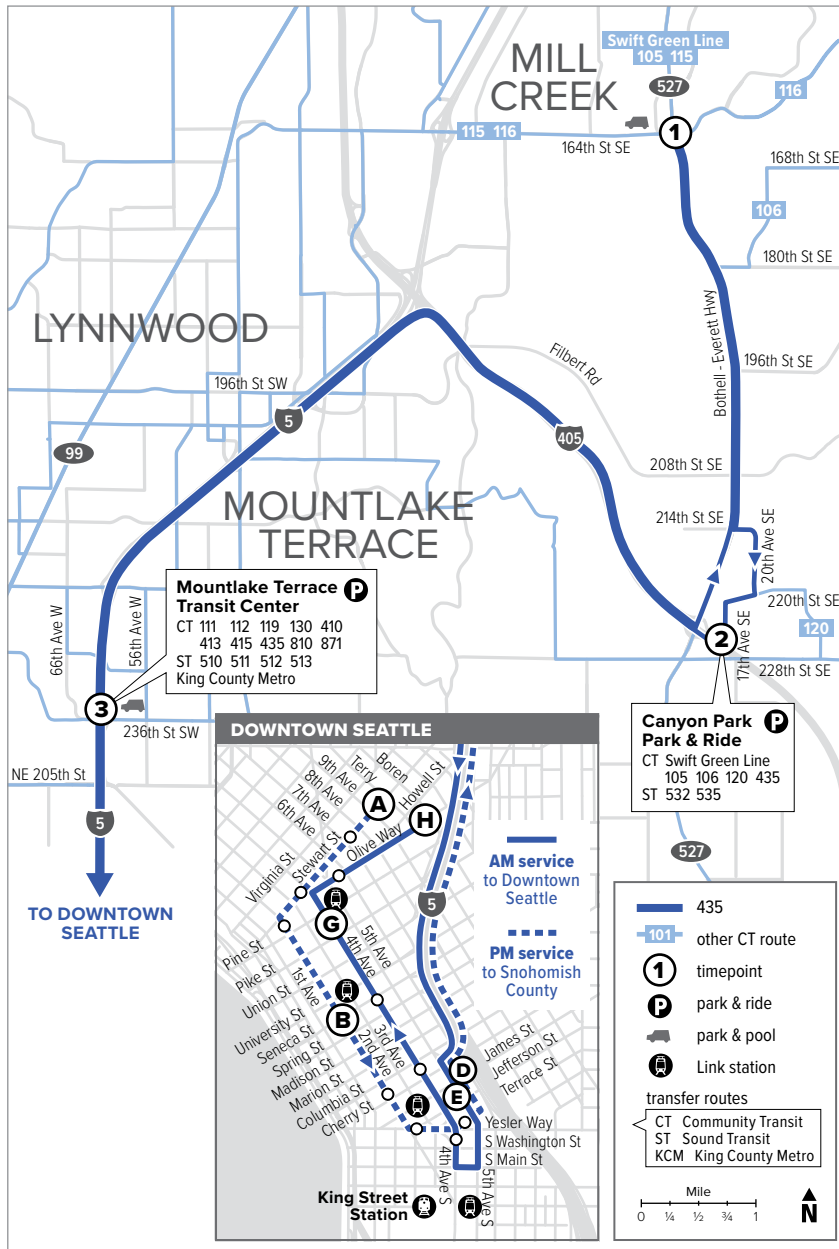 MILL
CREEK
Swift Green Line
105 115
527
116
1
115 116
164th St SE
168th St SE
106
180th St SE
LYNNWOOD
Bothell - Everett Hwy
Filbert Rd
196th St SE
196th St SW
5
405
99
208th St SE
MOUNTLAKE
TERRACE
214th St SE
20th Ave SE
Mountlake Terrace P
Transit Center
CT 111 112 119 130 410
413 415 435 810 871
ST 510 511 512 513
King County Metro
66th Ave W
56th Ave W
220th St SE
120
2
17th Ave SE
228th St SE
3
236th St SW
Canyon Park P
Park & Ride
CT Swift Green Line
105 106 120 435
ST 532 535
NE 205th St
5
527
TO DOWNTOWN
SEATTLE
DOWNTOWN SEATTLE
Boren
Terry
9th Ave
8th Ave
7th Ave
6th Ave
A
Howell St
H
Olive Way
Stewart St
Virginia St
AM service
to Downtown
Seattle
5
G
5th Ave
4th Ave
PM service
to Snohomish
County
Pine St
Pike St
1st Ave
Union St
University St
B
Seneca St
Spring St
Madison St
Marion St
Columbia St
Cherry St
3rd Ave
2nd Ave
D
E
James St
Jefferson St
Terrace St
Yesler Way
S Washington St
S Main St
4th Ave S
5th Ave S
King Street
Station
435
101 other CT route
1 timepoint
P park & ride
park & pool
Link station
transfer routes
CT Community Transit
ST Sound Transit
KCM King County Metro
Mile
0 ¼ ½ ¾ 1
N